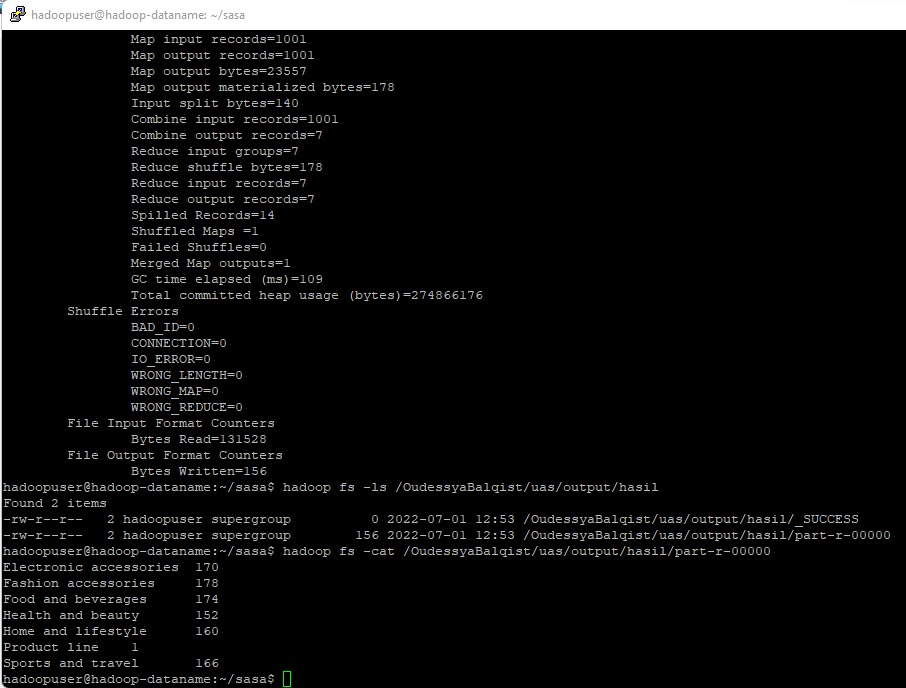 hadoopuser@hadoop-dataname: ~/sasa
Map input records=1001
Map output records=1001
Map output bytes=23557
Map output materialized bytes=178
Input split bytes=140
Combine input records=1001
Combine output records=7
Reduce input groups=7
Reduce shuffle bytes=178
Reduce input records=7
Reduce output records=7
Spilled Records=14
Shuffled Maps =1
Failed Shuffles=0
Merged Map outputs=1
GC time elapsed (ms)=109
Total committed heap usage (bytes)=274866176
Shuffle Errors
BAD_ID=0
CONNECTION=0
IO_ERROR=0
WRONG_LENGTH=0
WRONG_MAP=0
WRONG_REDUCE=0
File Input Format Counters
Bytes Read=131528
File Output Format Counters
Bytes Written=156
hadoopuser@hadoop-dataname:~/sasa$ hadoop fs -ls /OudessyaBalqist/uas/output/hasil
Found 2 items
-rw-r--r--   2 hadoopuser supergroup          0 2022-07-01 12:53 /OudessyaBalqist/uas/output/hasil/_SUCCESS
-rw-r--r--   2 hadoopuser supergroup        156 2022-07-01 12:53 /OudessyaBalqist/uas/output/hasil/part-r-00000
hadoopuser@hadoop-dataname:~/sasa$ hadoop fs -cat /OudessyaBalqist/uas/output/hasil/part-r-00000
Electronic accessories  170
Fashion accessories     178
Food and beverages      174
Health and beauty       152
Home and lifestyle      160
Product line    1
Sports and travel       166
hadoopuser@hadoop-dataname:~/sasa$